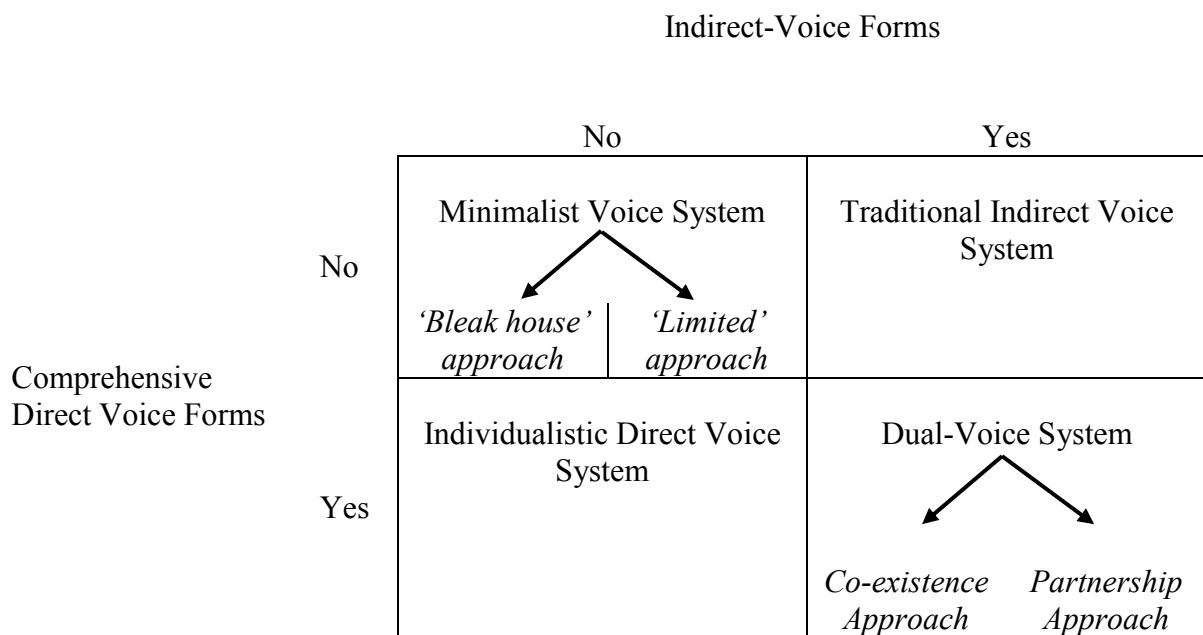 Indirect-Voice Forms
No
Yes
No
Minimalist Voice System
‘Bleak house’
approach
‘Limited’
approach
Traditional Indirect Voice
System
Comprehensive
Direct Voice Forms
Yes
Individualistic Direct Voice
System
Dual-Voice System
Co-existence
Approach
Partnership
Approach